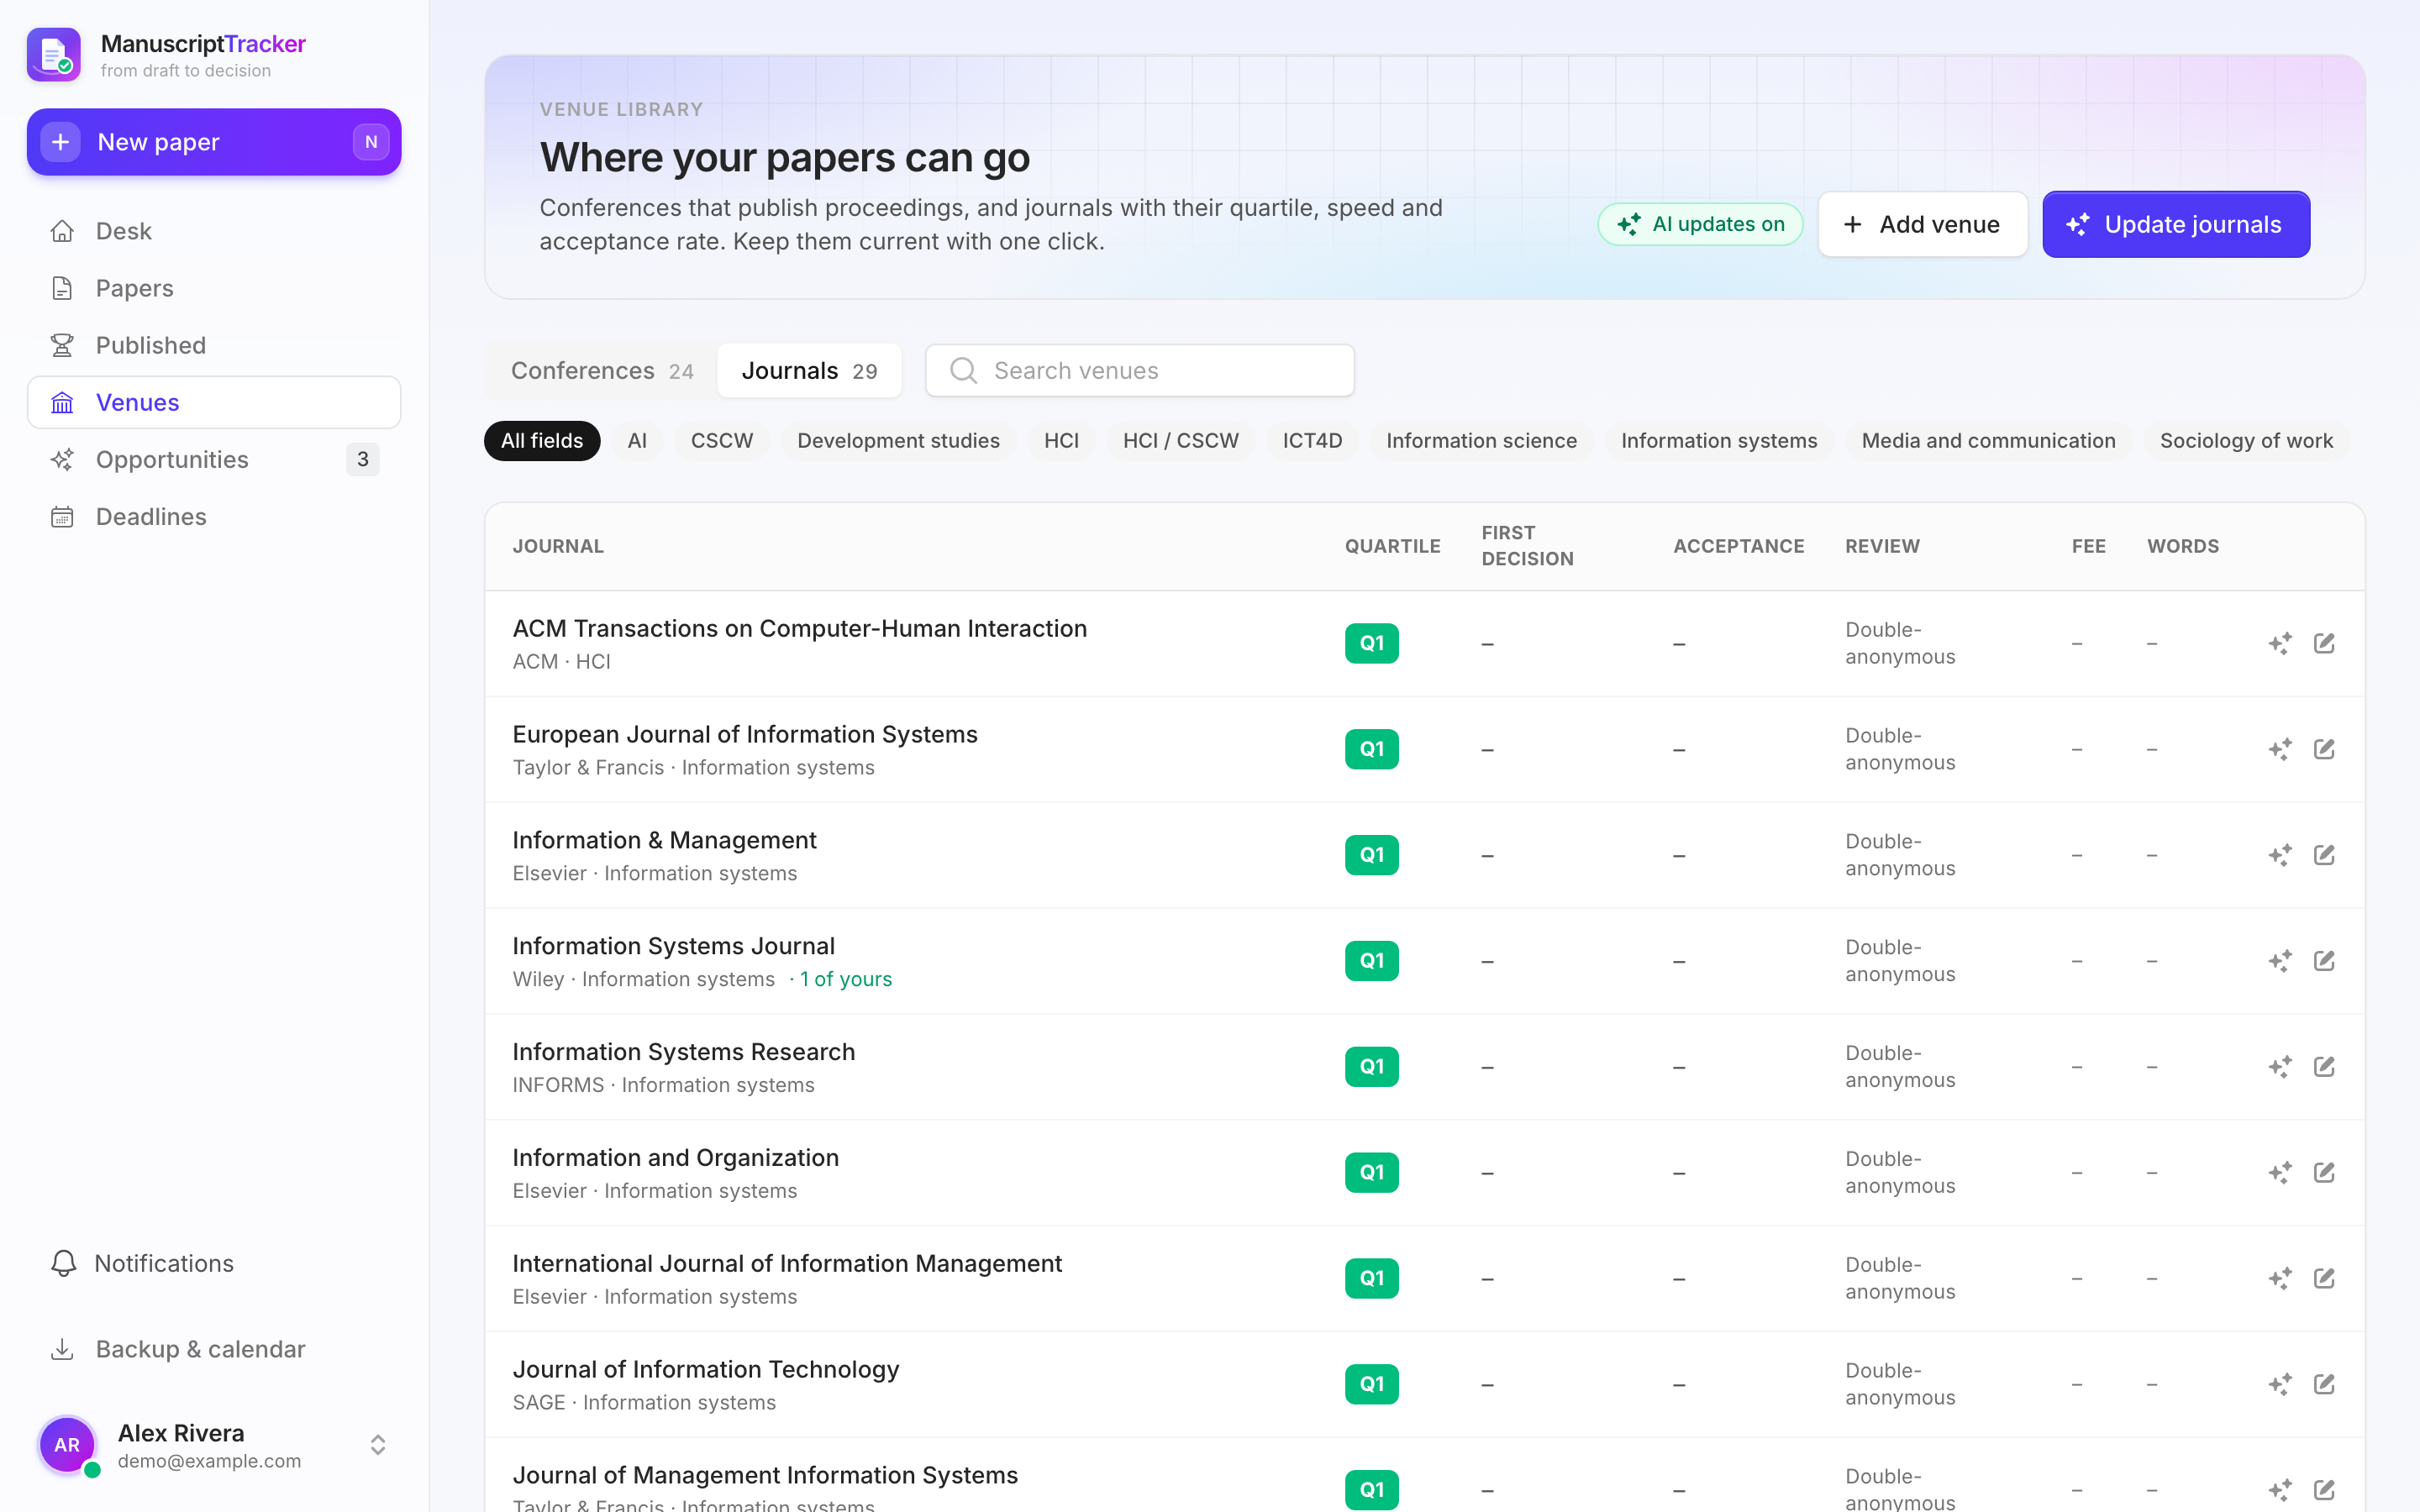 ManuscriptTracker
from draft to decision
New paper N
Desk
Papers
Published
Venues
Opportunities 3
Deadlines
Notifications
Backup & calendar
AR
Alex Rivera
demo@example.com
VENUE LIBRARY
Where your papers can go
Conferences that publish proceedings, and journals with their quartile, speed and
acceptance rate. Keep them current with one click.
AI updates on
Add venue
Update journals
Conferences 24
Journals 29
Search venues
All fields
AI
CSCW
Development studies
HCI
HCI / CSCW
ICT4D
Information science
Information systems
Media and communication
Sociology of work
JOURNAL QUARTILE FIRST DECISION ACCEPTANCE REVIEW FEE WORDS
ACM Transactions on Computer-Human Interaction
ACM · HCI
Q1 – – Double-anonymous – –
European Journal of Information Systems
Taylor & Francis · Information systems
Q1 – – Double-anonymous – –
Information & Management
Elsevier · Information systems
Q1 – – Double-anonymous – –
Information Systems Journal
Wiley · Information systems · 1 of yours
Q1 – – Double-anonymous – –
Information Systems Research
INFORMS · Information systems
Q1 – – Double-anonymous – –
Information and Organization
Elsevier · Information systems
Q1 – – Double-anonymous – –
International Journal of Information Management
Elsevier · Information systems
Q1 – – Double-anonymous – –
Journal of Information Technology
SAGE · Information systems
Q1 – – Double-anonymous – –
Journal of Management Information Systems
Taylor & Francis · Information systems
Q1 – – Double-anonymous – –